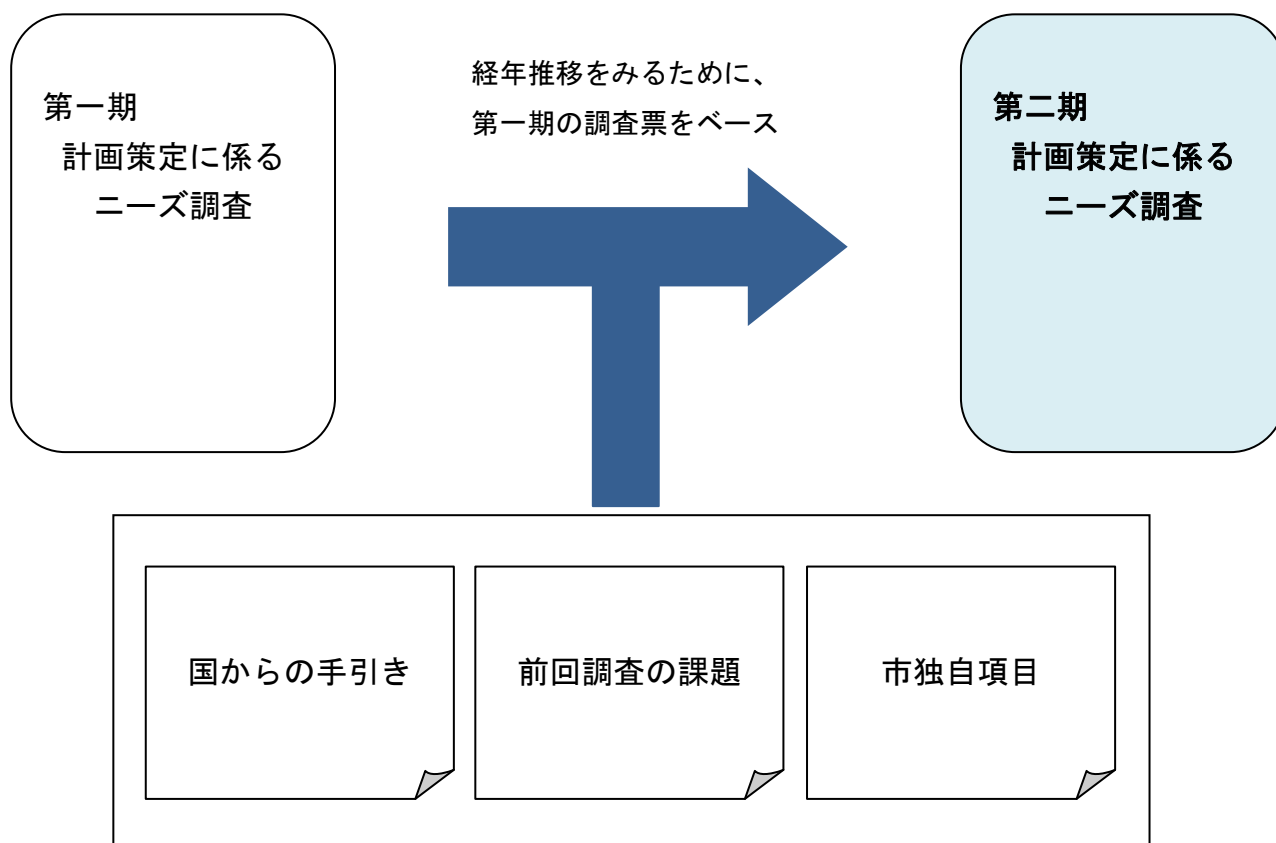 第一期
計画策定に係る
ニーズ調査
経年推移をみるために、
第一期の調査票をベース
第二期
計画策定に係る
ニーズ調査
国からの手引き
前回調査の課題
市独自項目